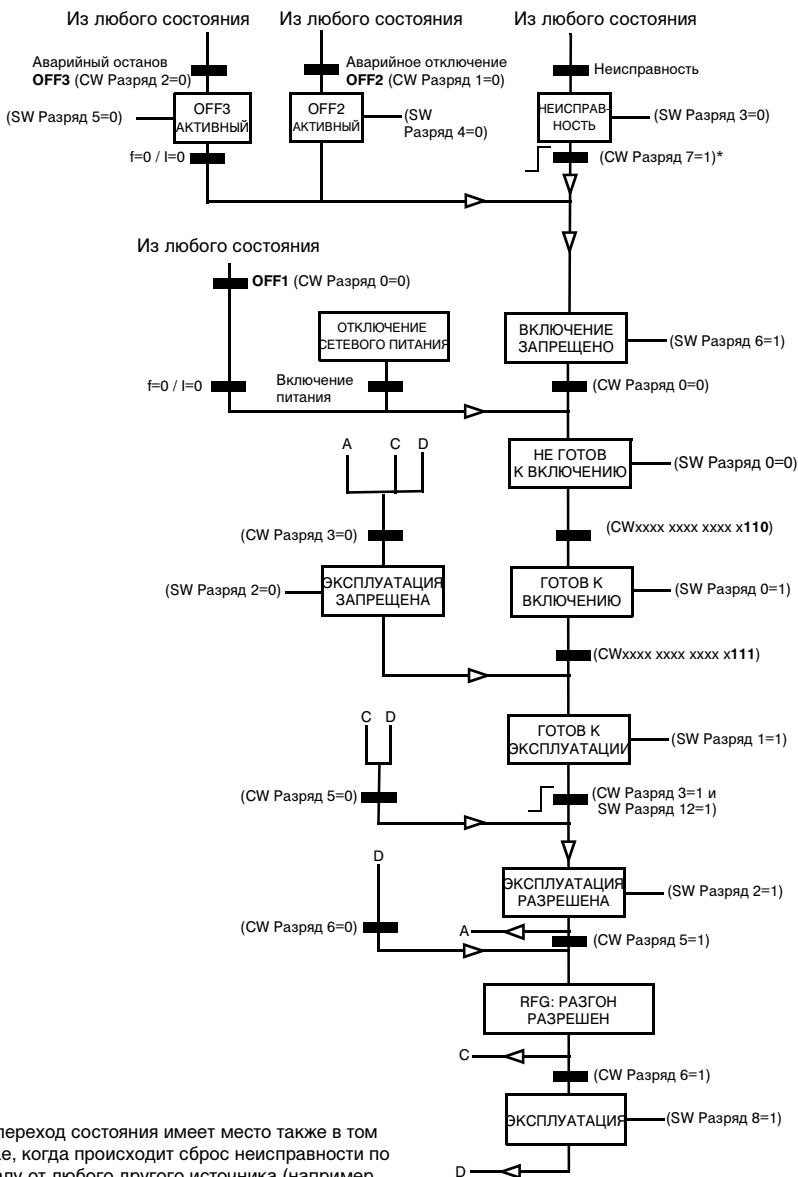 Из любого состояния
Из любого состояния
Из любого состояния
Аварийный останов
OFF3 (CW Разряд 2=0)
Аварийное отключение
OFF2 (CW Разряд 1=0)
Неисправность
(SW Разряд 5=0)
OFF3
АКТИВНЫЙ
OFF2
АКТИВНЫЙ
(SW
Разряд 4=0)
НЕИСПРАВ-
НОСТЬ
(SW Разряд 3=0)
f=0 / I=0
(CW Разряд 7=1)*
Из любого состояния
OFF1 (CW Разряд 0=0)
ОТКЛЮЧЕНИЕ
СЕТЕВОГО ПИТАНИЯ
ВКЛЮЧЕНИЕ
ЗАПРЕЩЕНО
(SW Разряд 6=1)
f=0 / I=0
Включение
питания
(CW Разряд 0=0)
A C D
НЕ ГОТОВ
К ВКЛЮЧЕНИЮ
(SW Разряд 0=0)
(CW Разряд 3=0)
(CWxxxx xxxx xxxx x110)
(SW Разряд 2=0)
ЭКСПЛУАТАЦИЯ
ЗАПРЕЩЕНА
ГОТОВ К
ВКЛЮЧЕНИЮ
(SW Разряд 0=1)
(CWxxxx xxxx xxxx x111)
C D
ГОТОВ К
ЭКСПЛУАТАЦИИ
(SW Разряд 1=1)
(CW Разряд 5=0)
(CW Разряд 3=1 и
SW Разряд 12=1)
D
ЭКСПЛУАТАЦИЯ
РАЗРЕШЕНА
(SW Разряд 2=1)
(CW Разряд 6=0)
A
(CW Разряд 5=1)
RFG: РАЗГОН
РАЗРЕШЕН
C
(CW Разряд 6=1)
ЭКСПЛУАТАЦИЯ
(SW Разряд 8=1)
D
переход состояния имеет место также в том
е, когда происходит сброс неисправности по
от любого другого источника (например